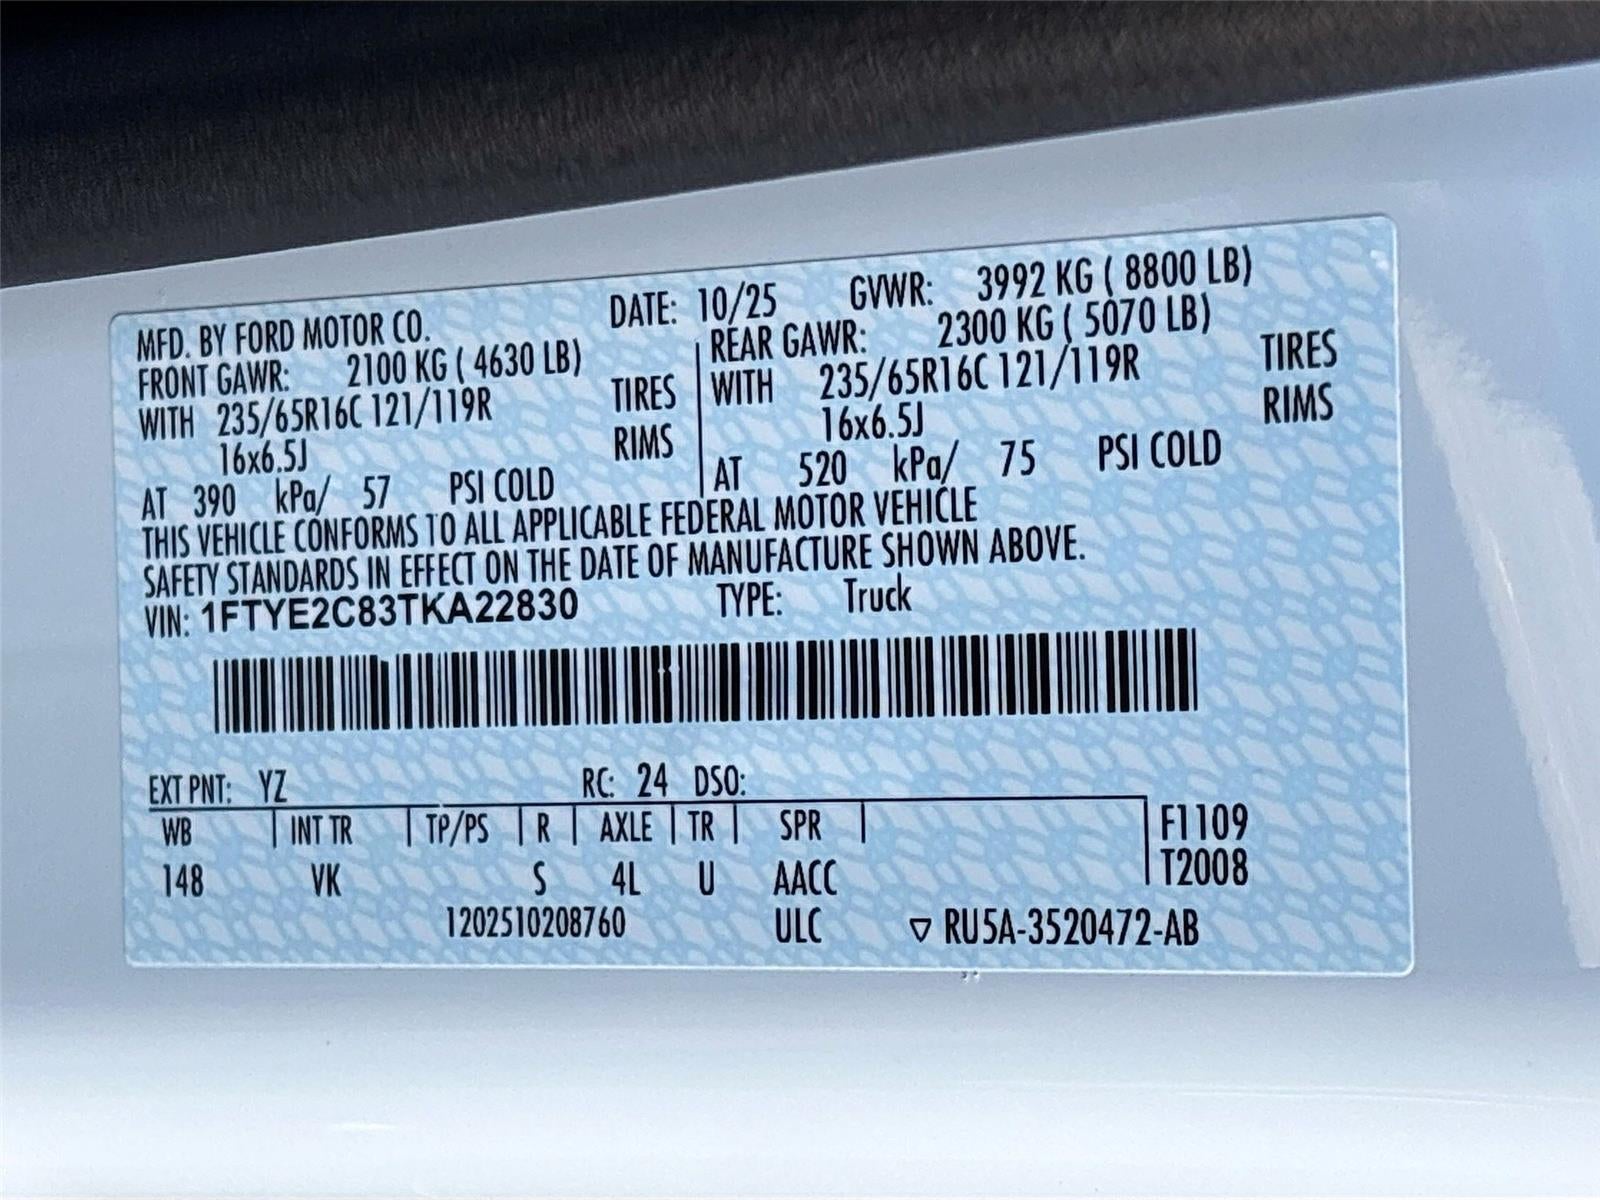 MFD. BY FORD MOTOR CO. DATE: 10/25 GVWR: 3992 KG ( 8800 LB)
FRONT GAWR: 2100 KG ( 4630 LB) REAR GAWR: 2300 KG ( 5070 LB)
WITH 235/65R16C 121/119R TIRES WITH 235/65R16C 121/119R TIRES
16x6.5J RIMS 16x6.5J RIMS
AT 390 kPa/ 57 PSI COLD AT 520 kPa/ 75 PSI COLD
THIS VEHICLE CONFORMS TO ALL APPLICABLE FEDERAL MOTOR VEHICLE
SAFETY STANDARDS IN EFFECT ON THE DATE OF MANUFACTURE SHOWN ABOVE.
VIN: 1FTYE2C83TKA22830 TYPE: Truck
EXT PNT: YZ RC: 24 DSO:
WB INT TR TP/PS R AXLE TR SPR F1109
148 VK S 4L U AACC T2008
1202510208760 ULC ▽ RU5A-3520472-AB